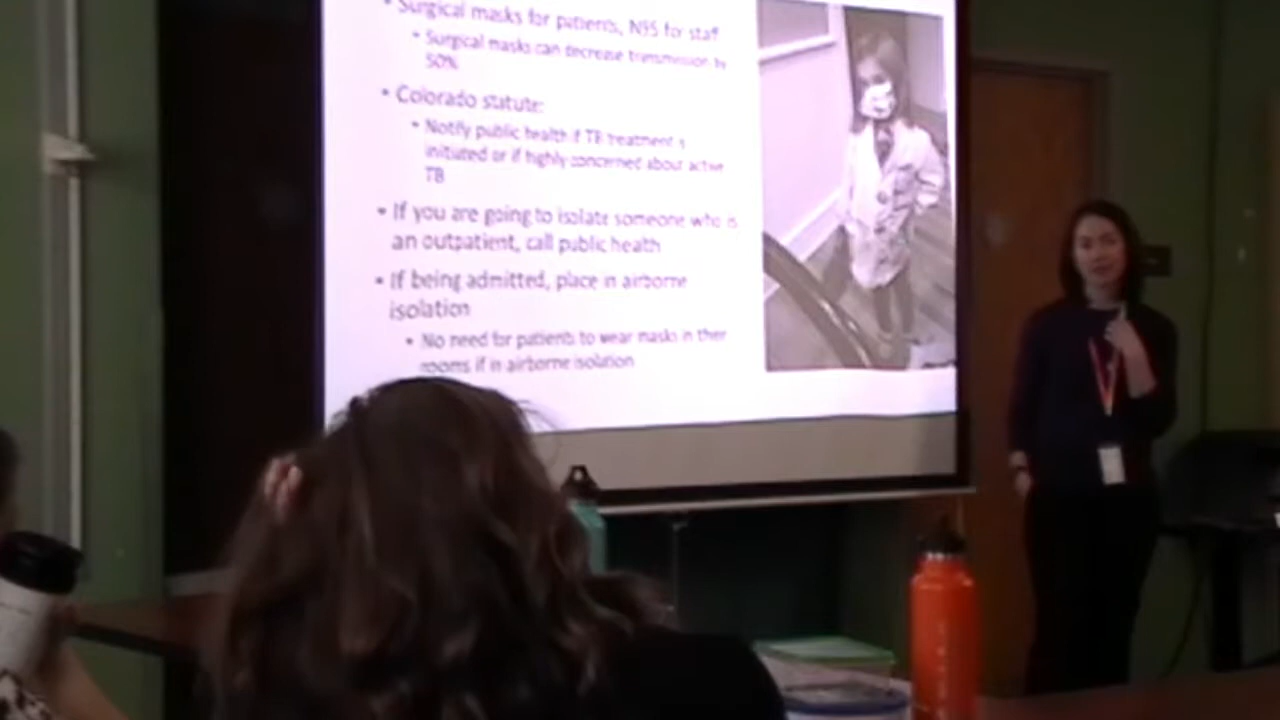 • Surgical masks for patients, N95 for staff
• Surgical masks can decrease transmission by
50%
• Colorado statute:
• Notify public health if TB treatment is
initiated or if highly concerned about active
TB
• If you are going to isolate someone who is
an outpatient, call public health
• If being admitted, place in airborne
isolation
• No need for patients to wear masks in their
rooms if in airborne isolation